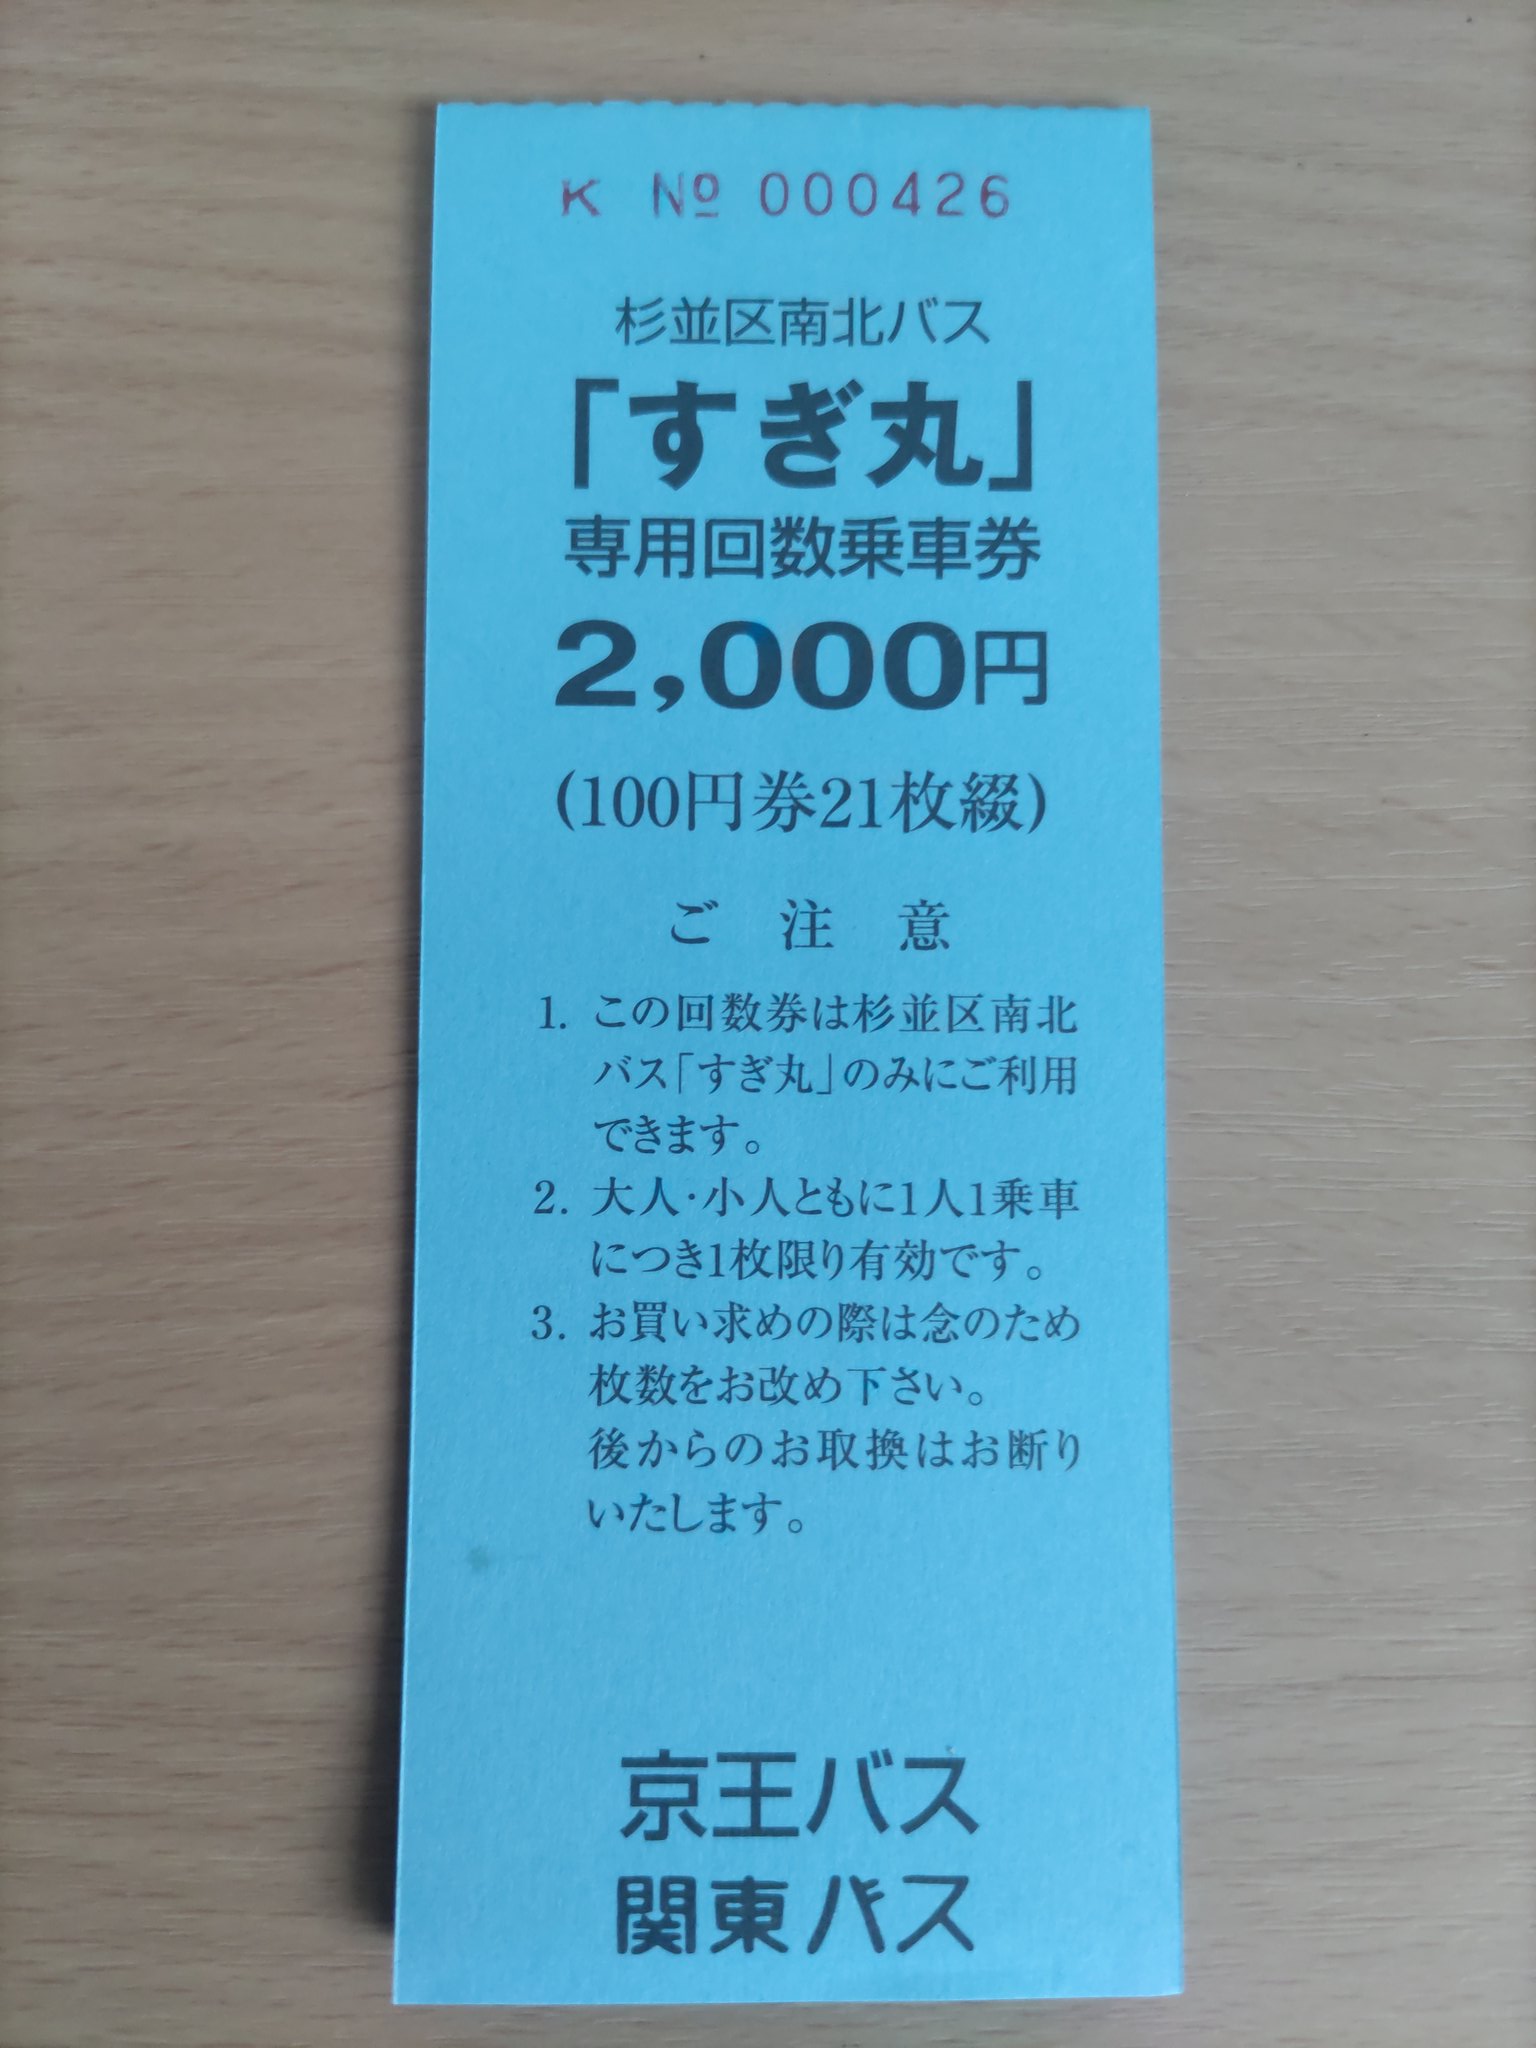 K № 000426
杉並区南北バス
「すぎ丸」
専用回数乗車券
2,000円
(100円券21枚綴)
ご注意
1. この回数券は杉並区南北
バス「すぎ丸」のみにご利用
できます。
2. 大人・小人ともに1人1乗車
につき1枚限り有効です。
3. お買い求めの際は念のため
枚数をお改め下さい。
後からのお取換はお断り
いたします。
京王バス
関東バス